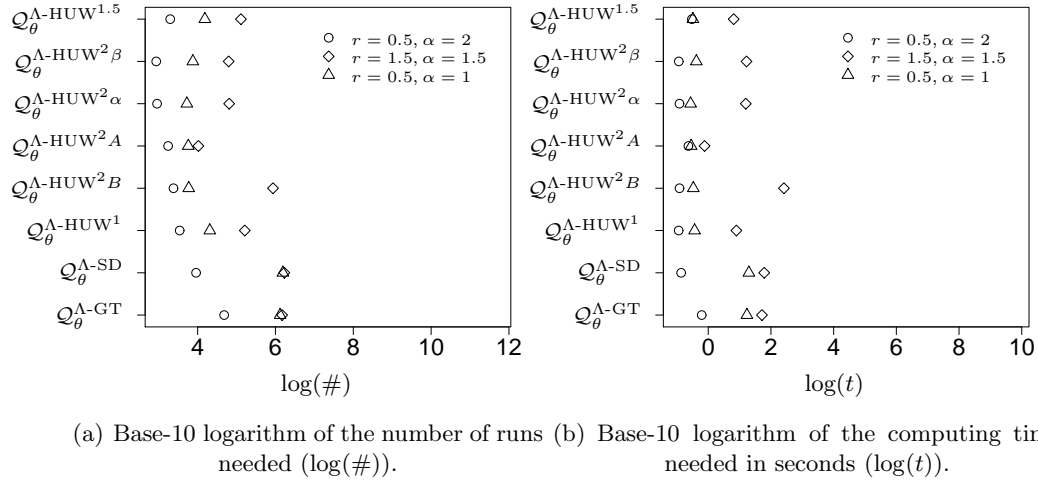 𝒬_θ^{Λ-HUW^{1.5}}
𝒬_θ^{Λ-HUW^{2β}}
𝒬_θ^{Λ-HUW^{2α}}
𝒬_θ^{Λ-HUW^{2A}}
𝒬_θ^{Λ-HUW^{2B}}
𝒬_θ^{Λ-HUW^1}
𝒬_θ^{Λ-SD}
𝒬_θ^{Λ-GT}
r = 0.5, α = 2
r = 1.5, α = 1.5
r = 0.5, α = 1
4 6 8 10 12
log(#)
𝒬_θ^{Λ-HUW^{1.5}}
𝒬_θ^{Λ-HUW^{2β}}
𝒬_θ^{Λ-HUW^{2α}}
𝒬_θ^{Λ-HUW^{2A}}
𝒬_θ^{Λ-HUW^{2B}}
𝒬_θ^{Λ-HUW^1}
𝒬_θ^{Λ-SD}
𝒬_θ^{Λ-GT}
r = 0.5, α = 2
r = 1.5, α = 1.5
r = 0.5, α = 1
0 2 4 6 8 10
log(t)
(a) Base-10 logarithm of the number of runs
needed (log(#)).
(b) Base-10 logarithm of the computing tim
needed in seconds (log(t)).